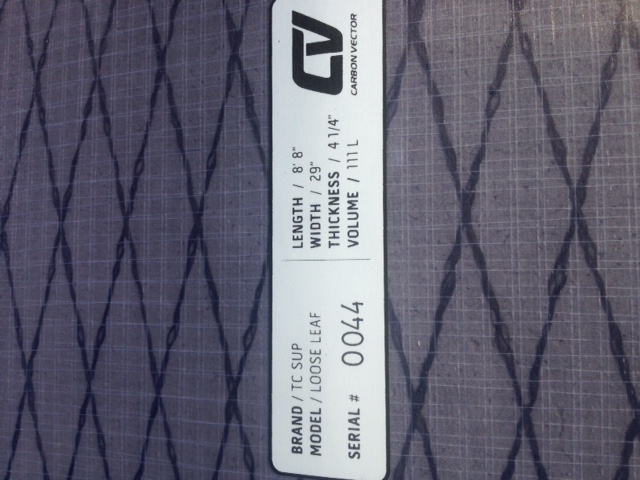 BRAND / TC SUP
MODEL / LOOSE LEAF
SERIAL # 0044
LENGTH / 8' 8"
WIDTH / 29"
THICKNESS / 4 1/4"
VOLUME / 111 L
CV
CARBON VECTOR